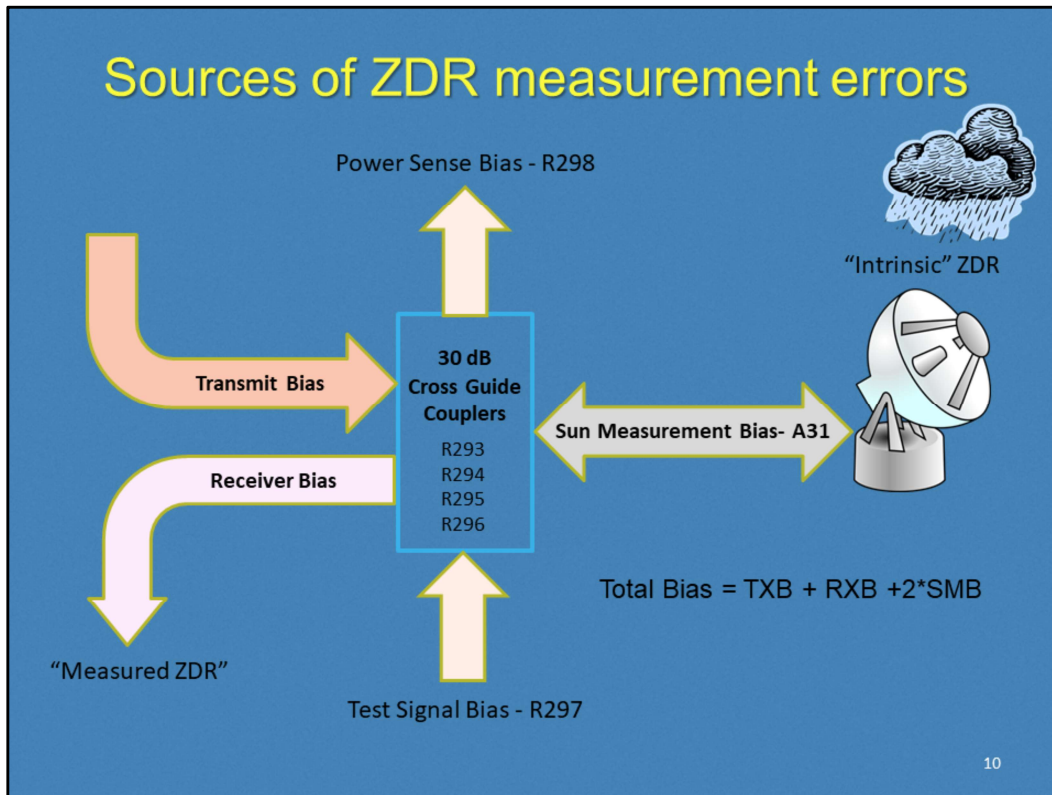 Sources of ZDR measurement errors
Power Sense Bias - R298
“Intrinsic” ZDR
Transmit Bias
30 dB
Cross Guide
Couplers
R293
R294
R295
R296
Sun Measurement Bias- A31
Receiver Bias
Total Bias = TXB + RXB +2*SMB
“Measured ZDR”
Test Signal Bias - R297
10